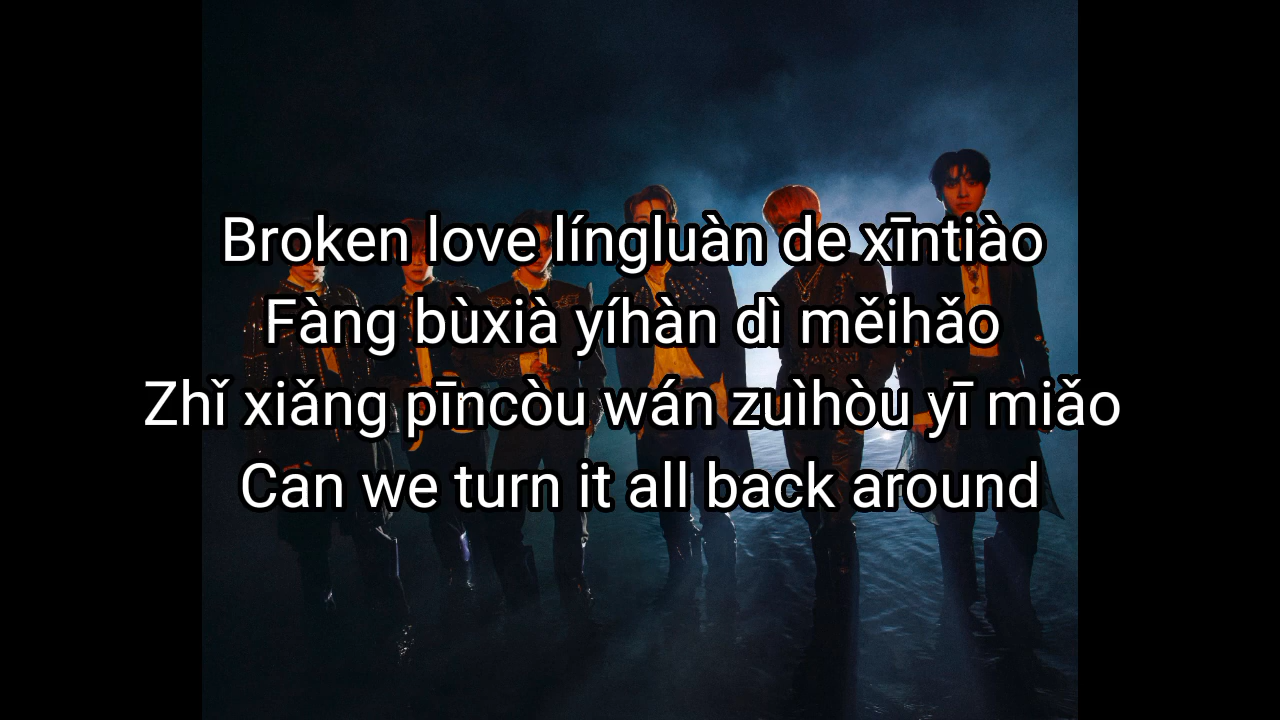 Broken love língluàn de xīntiào
Fàng bùxià yíhàn dì měihǎo
Zhǐ xiǎng pīncòu wán zuìhòu yī miǎo
Can we turn it all back around